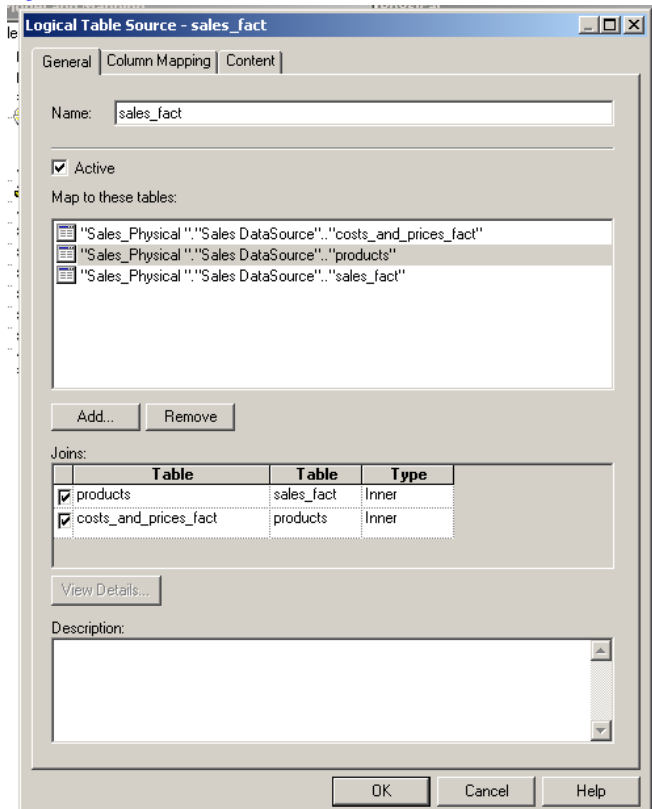 Logical Table Source - sales_fact
General Column Mapping Content
Name: sales_fact
Active
Map to these tables:
"Sales_Physical "."Sales DataSource".."costs_and_prices_fact"
"Sales_Physical "."Sales DataSource".."products"
"Sales_Physical "."Sales DataSource".."sales_fact"
Add... Remove
Joins:
Table Table Type
products sales_fact Inner
costs_and_prices_fact products Inner
View Details...
Description:
OK Cancel Help